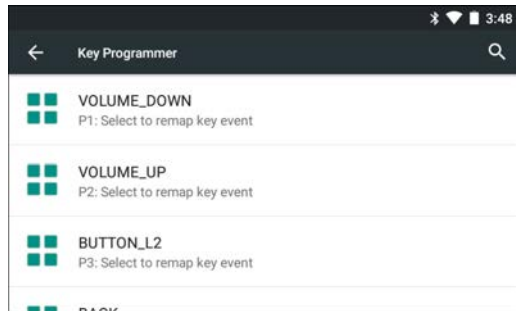 3:48
Key Programmer
VOLUME_DOWN
P1: Select to remap key event
VOLUME_UP
P2: Select to remap key event
BUTTON_L2
P3: Select to remap key event
BACK